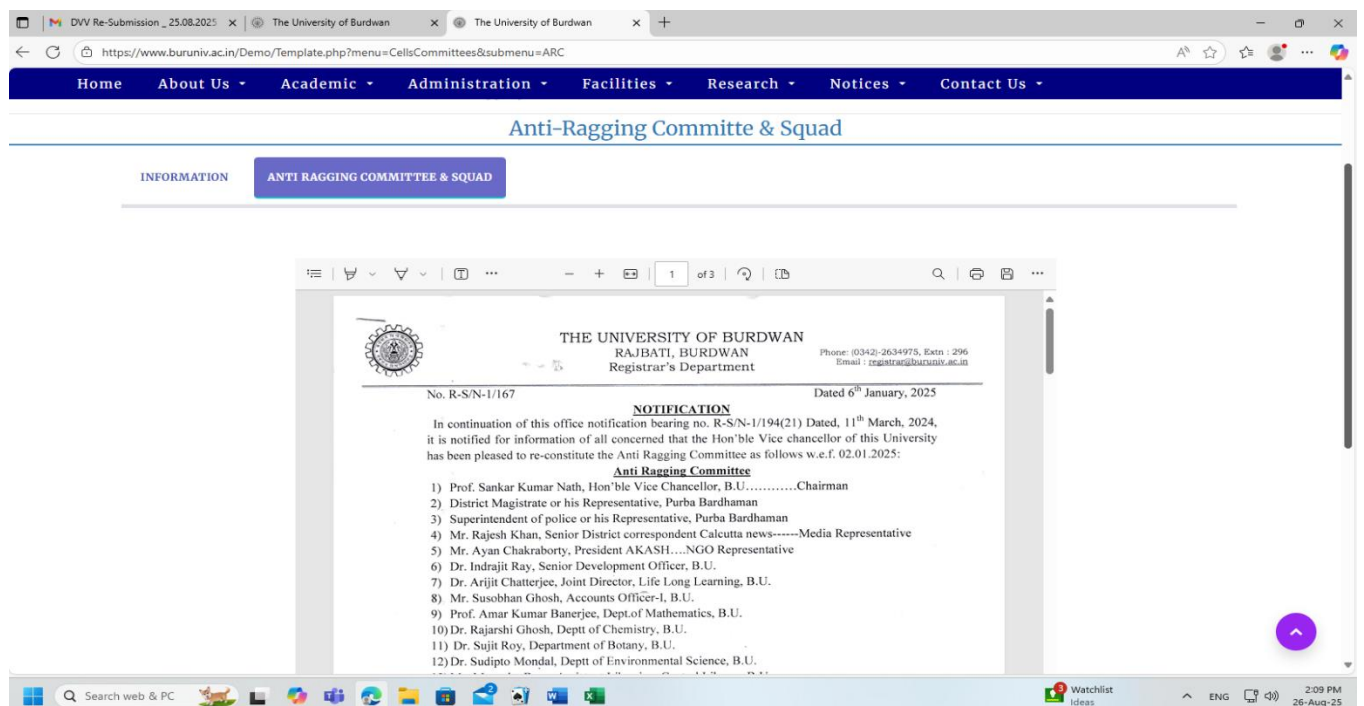 DVV Re-Submission _ 25.08.2025
The University of Burdwan
The University of Burdwan
https://www.buruniv.ac.in/Demo/Template.php?menu=CellsCommittees&submenu=ARC
Home About Us Academic Administration Facilities Research Notices Contact Us
Anti-Ragging Committe & Squad
INFORMATION ANTI RAGGING COMMITTEE & SQUAD
1 of 3
THE UNIVERSITY OF BURDWAN
RAJBATI, BURDWAN
Registrar's Department
Phone: (0342)-2634975, Extn : 296
Email : registrar@buruniv.ac.in
No. R-S/N-1/167 Dated 6th January, 2025
NOTIFICATION
In continuation of this office notification bearing no. R-S/N-1/194(21) Dated, 11th March, 2024,
it is notified for information of all concerned that the Hon'ble Vice chancellor of this University
has been pleased to re-constitute the Anti Ragging Committee as follows w.e.f. 02.01.2025:
Anti Ragging Committee
1) Prof. Sankar Kumar Nath, Hon'ble Vice Chancellor, B.U............Chairman
2) District Magistrate or his Representative, Purba Bardhaman
3) Superintendent of police or his Representative, Purba Bardhaman
4) Mr. Rajesh Khan, Senior District correspondent Calcutta news------Media Representative
5) Mr. Ayan Chakraborty, President AKASH....NGO Representative
6) Dr. Indrajit Ray, Senior Development Officer, B.U.
7) Dr. Arijit Chatterjee, Joint Director, Life Long Learning, B.U.
8) Mr. Susobhan Ghosh, Accounts Officer-I, B.U.
9) Prof. Amar Kumar Banerjee, Dept.of Mathematics, B.U.
10) Dr. Rajarshi Ghosh, Deptt of Chemistry, B.U.
11) Dr. Sujit Roy, Department of Botany, B.U.
12) Dr. Sudipto Mondal, Deptt of Environmental Science, B.U.
Search web & PC
Watchlist
Ideas
ENG
2:09 PM
26-Aug-25